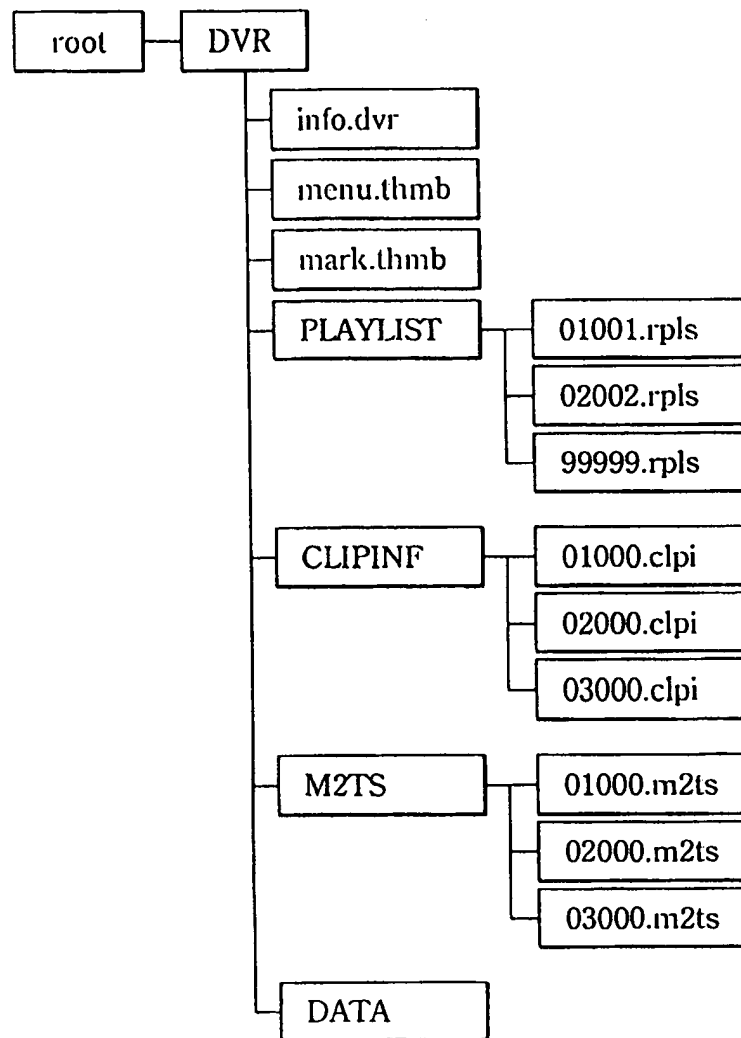 root DVR
info.dvr
menu.thmb
mark.thmb
PLAYLIST 01001.rpls
02002.rpls
99999.rpls
CLIPINF 01000.clpi
02000.clpi
03000.clpi
M2TS 01000.m2ts
02000.m2ts
03000.m2ts
DATA